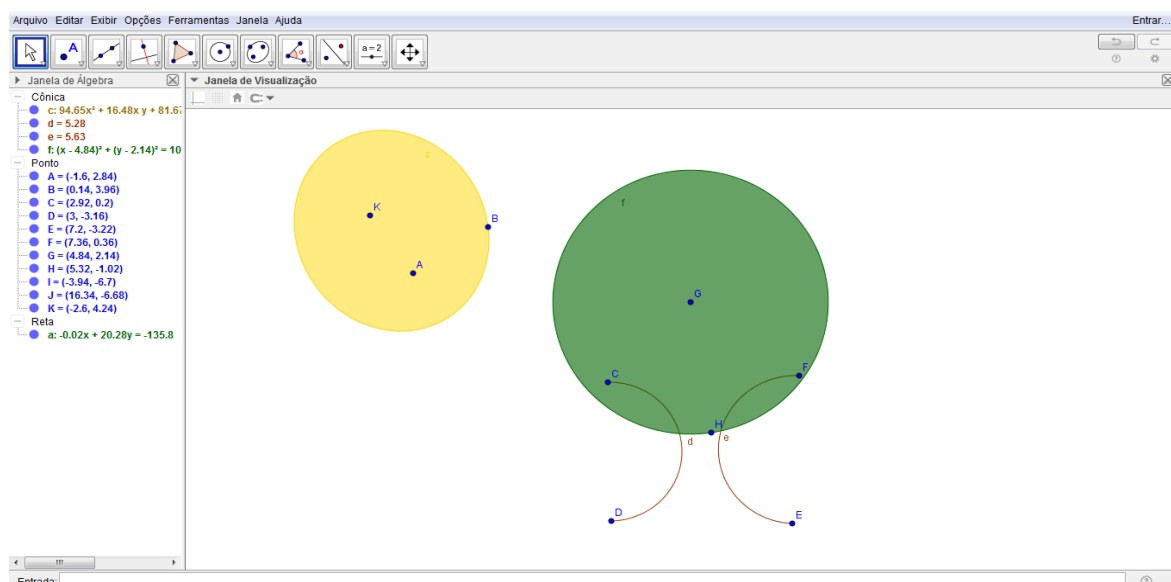 Arquivo Editar Exibir Opções Ferramentas Janela Ajuda Entrar...
A a=2
Janela de Álgebra
Janela de Visualização
Cônica
c: 94.65x² + 16.48x y + 81.67
d = 5.28
e = 5.63
f: (x - 4.84)² + (y - 2.14)² = 10
Ponto
A = (-1.6, 2.84)
B = (0.14, 3.96)
C = (2.92, 0.2)
D = (3, -3.16)
E = (7.2, -3.22)
F = (7.36, 0.36)
G = (4.84, 2.14)
H = (5.32, -1.02)
I = (-3.94, -6.7)
J = (16.34, -6.68)
K = (-2.6, 4.24)
Reta
a: -0.02x + 20.28y = -135.8
c
K
B
A
f
G
C
F
H
d
e
D
E
Entrada: